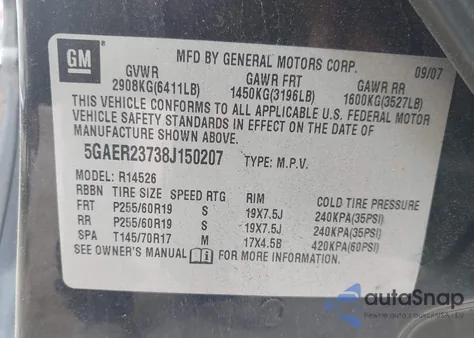 GM
MFD BY GENERAL MOTORS CORP. 09/07
GVWR GAWR FRT GAWR RR
2908KG(6411LB) 1450KG(3196LB) 1600KG(3527LB)
THIS VEHICLE CONFORMS TO ALL APPLICABLE U.S. FEDERAL MOTOR
VEHICLE SAFETY STANDARDS IN EFFECT ON THE DATE OF
MANUFACTURE SHOWN ABOVE.
5GAER23738J150207 TYPE: M.P.V.
MODEL: R14526
RBBN TIRE SIZE SPEED RTG RIM COLD TIRE PRESSURE
FRT P255/60R19 S 19X7.5J 240KPA(35PSI)
RR P255/60R19 S 19X7.5J 240KPA(35PSI)
SPA T145/70R17 M 17X4.5B 420KPA(60PSI)
SEE OWNER'S MANUAL FOR MORE INFORMATION
autoSnap